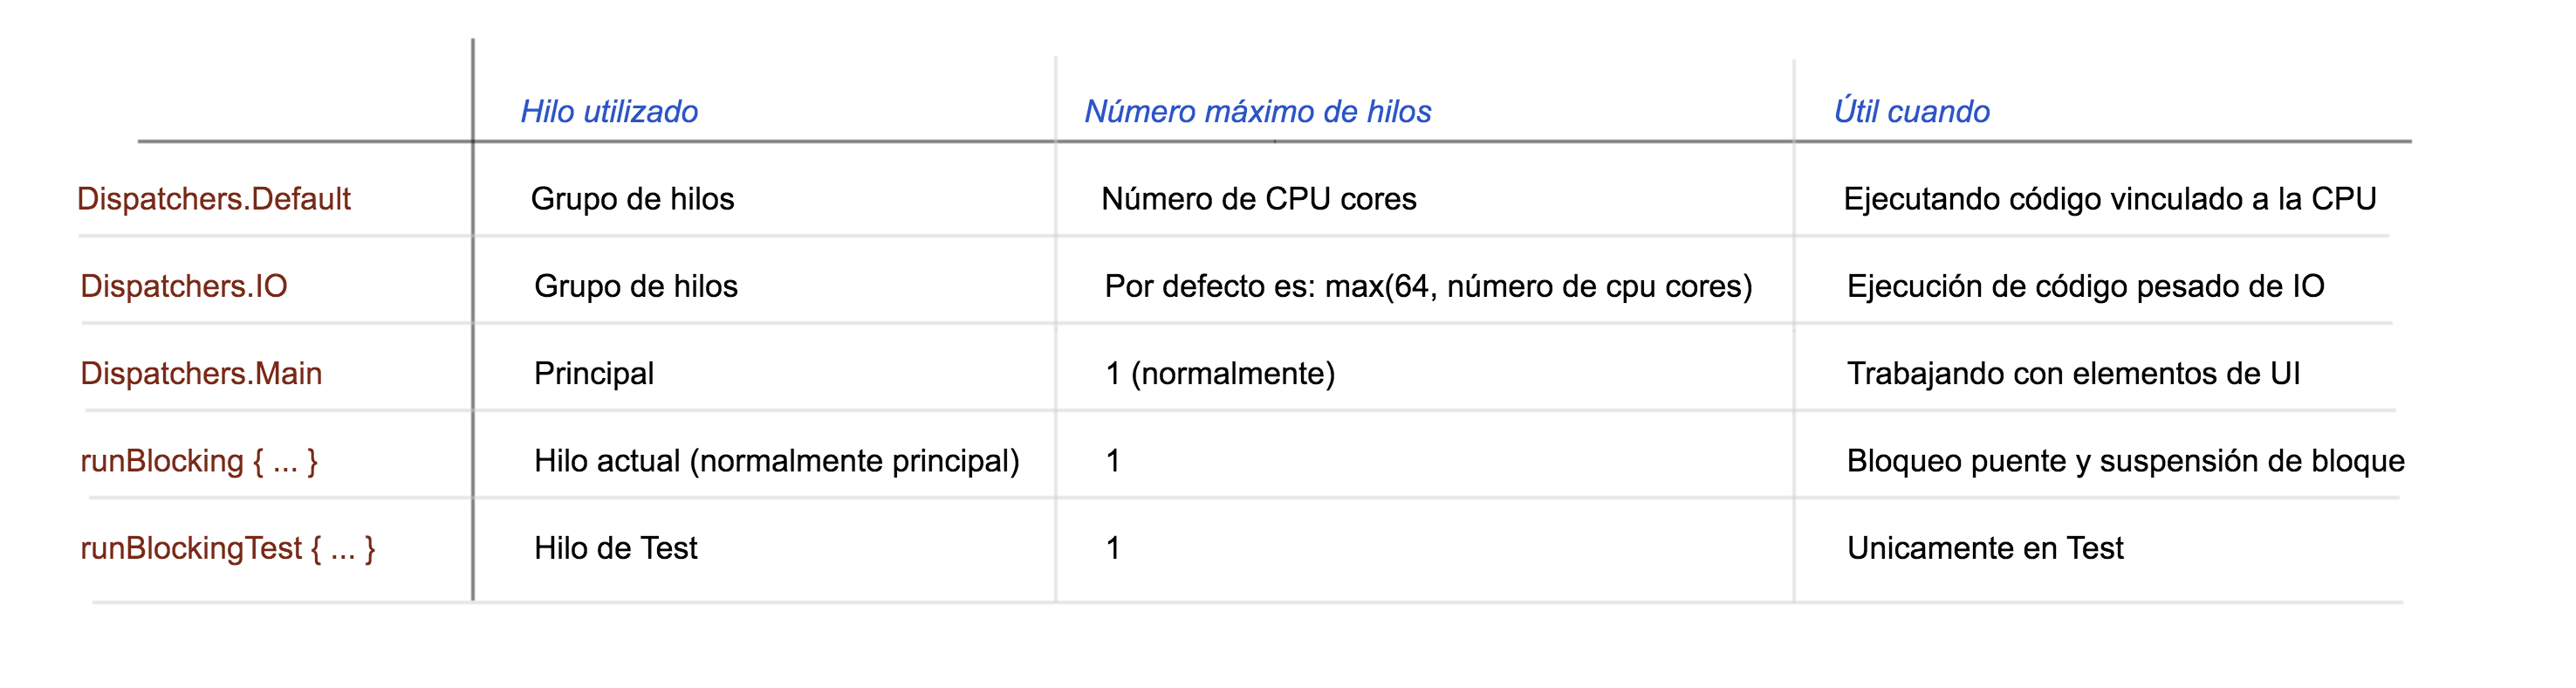 Hilo utilizado Número máximo de hilos Útil cuando
Dispatchers.Default Grupo de hilos Número de CPU cores Ejecutando código vinculado a la CPU
Dispatchers.IO Grupo de hilos Por defecto es: max(64, número de cpu cores) Ejecución de código pesado de IO
Dispatchers.Main Principal 1 (normalmente) Trabajando con elementos de UI
runBlocking { ... } Hilo actual (normalmente principal) 1 Bloqueo puente y suspensión de bloque
runBlockingTest { ... } Hilo de Test 1 Unicamente en Test